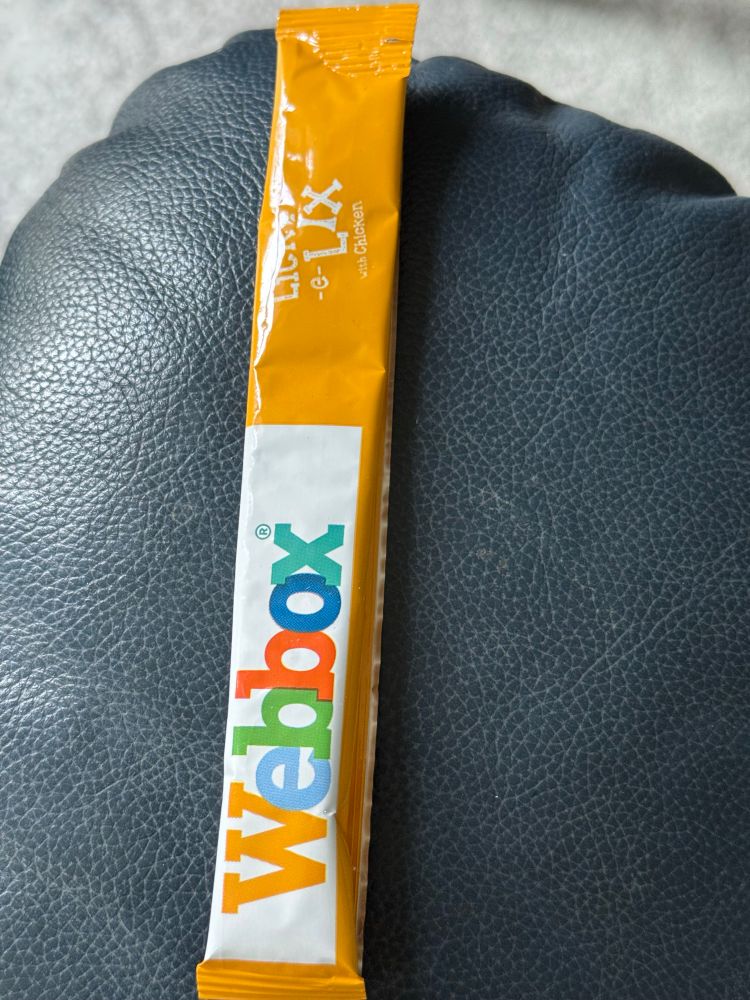 Webbox®
-e-
Lix
with Chicken